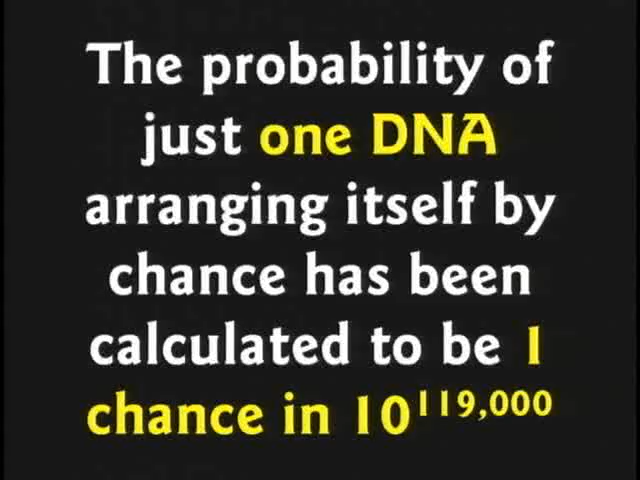 The probability of
just one DNA
arranging itself by
chance has been
calculated to be 1
chance in 10¹¹⁹,⁰⁰⁰